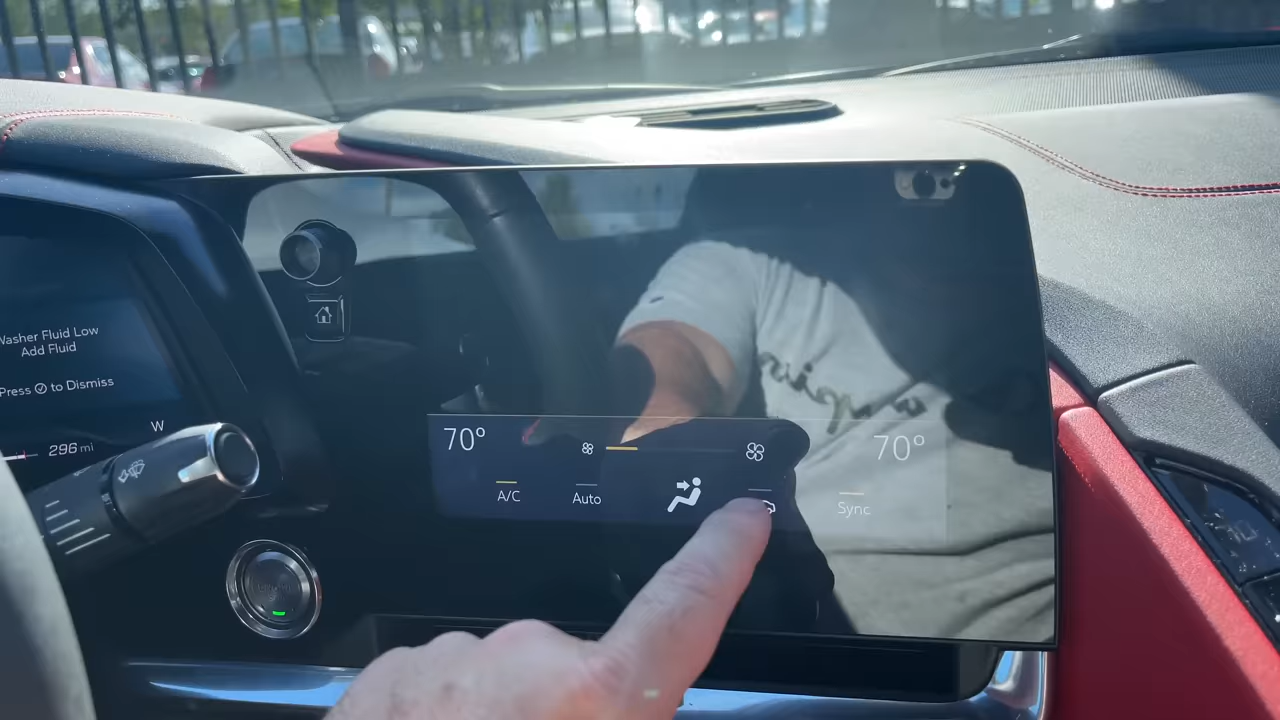 Washer Fluid Low
Add Fluid
Press to Dismiss
W
296 mi
70°
70°
A/C
Auto
Sync